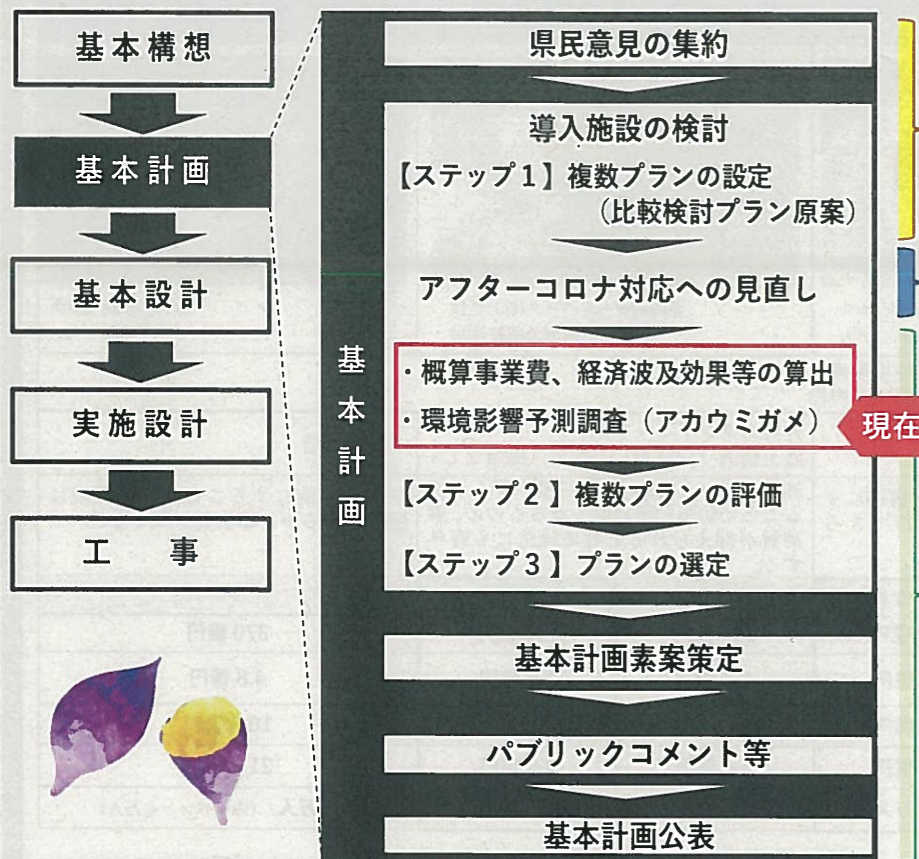 基本構想
基本計画
基本設計
実施設計
工事
基本計画
県民意見の集約
導入施設の検討
【ステップ1】複数プランの設定
(比較検討プラン原案)
アフターコロナ対応への見直し
・概算事業費、経済波及効果等の算出
・環境影響予測調査(アカウミガメ)
現在
【ステップ2】複数プランの評価
【ステップ3】プランの選定
基本計画素案策定
パブリックコメント等
基本計画公表